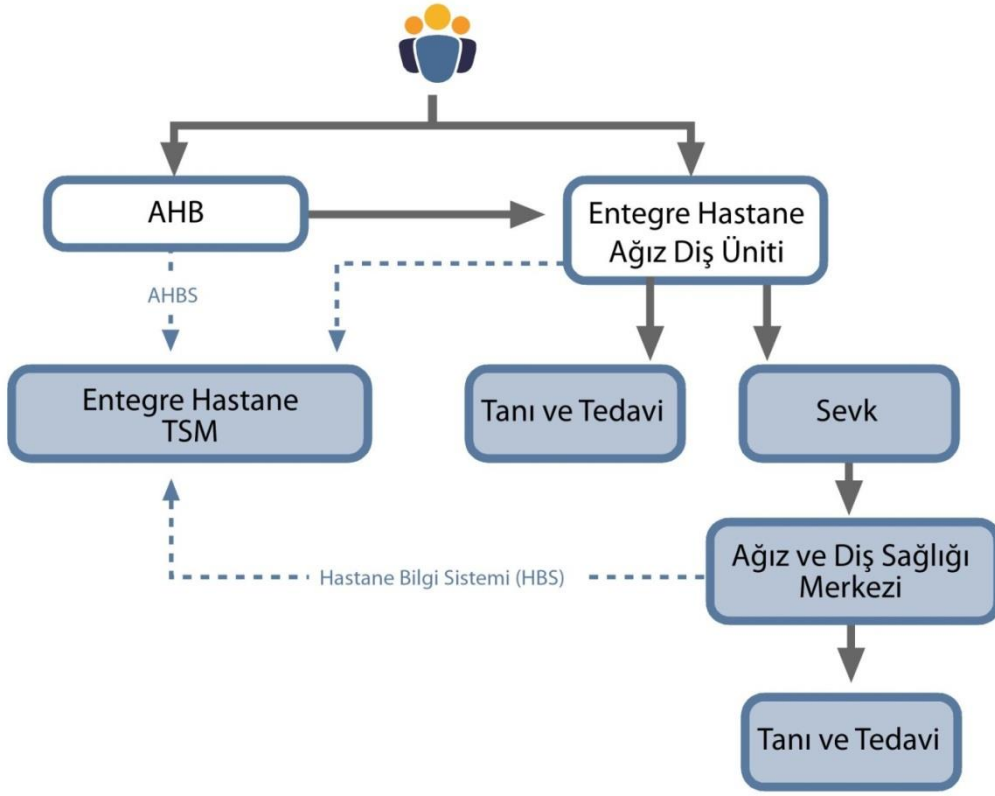 AHB
Entegre Hastane
Ağız Diş Üniti
AHBS
Entegre Hastane
TSM
Tanı ve Tedavi
Sevk
Ağız ve Diş Sağlığı
Merkezi
Hastane Bilgi Sistemi (HBS)
Tanı ve Tedavi